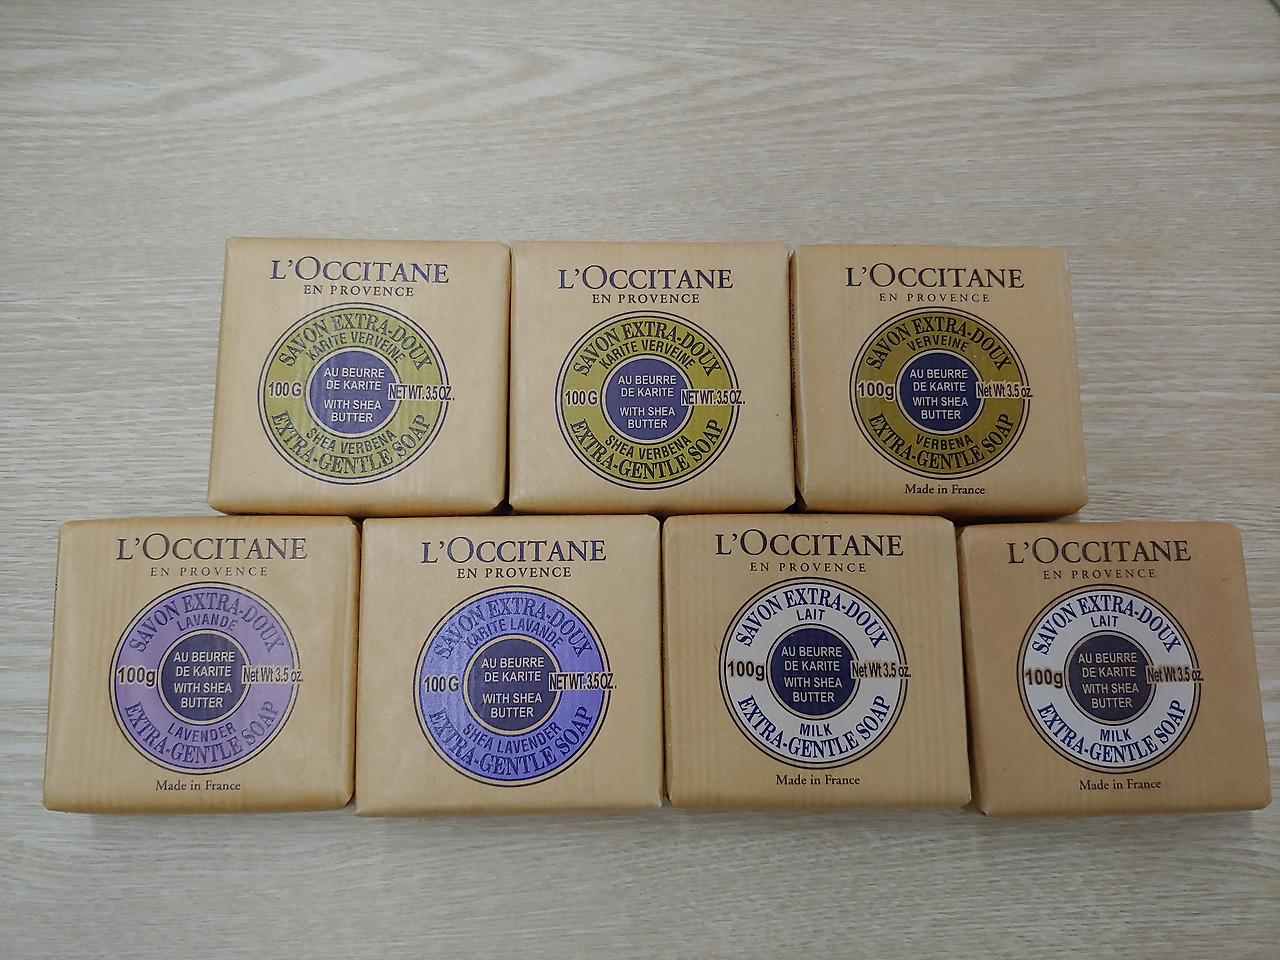 L'OCCITANE
EN PROVENCE
SAVON EXTRA-DOUX
KARITE VERVEINE
100 G
AU BEURRE
DE KARITE
WITH SHEA
BUTTER
NET WT. 3.5 OZ.
SHEA VERBENA
EXTRA-GENTLE SOAP
L'OCCITANE
EN PROVENCE
SAVON EXTRA-DOUX
KARITE VERVEINE
100 G
AU BEURRE
DE KARITE
WITH SHEA
BUTTER
NET WT. 3.5 OZ.
SHEA VERBENA
EXTRA-GENTLE SOAP
L'OCCITANE
EN PROVENCE
SAVON EXTRA-DOUX
VERVEINE
100g
AU BEURRE
DE KARITE
WITH SHEA
BUTTER
Net Wt 3.5 oz.
VERBENA
EXTRA-GENTLE SOAP
Made in France
L'OCCITANE
EN PROVENCE
SAVON EXTRA-DOUX
LAVANDE
100g
AU BEURRE
DE KARITE
WITH SHEA
BUTTER
Net Wt 3.5 oz.
LAVENDER
EXTRA-GENTLE SOAP
Made in France
L'OCCITANE
EN PROVENCE
SAVON EXTRA-DOUX
KARITE LAVANDE
100 G
AU BEURRE
DE KARITE
WITH SHEA
BUTTER
NET WT. 3.5 OZ.
SHEA LAVENDER
EXTRA-GENTLE SOAP
L'OCCITANE
EN PROVENCE
SAVON EXTRA-DOUX
LAIT
100g
AU BEURRE
DE KARITE
WITH SHEA
BUTTER
Net Wt 3.5 oz.
MILK
EXTRA-GENTLE SOAP
Made in France
L'OCCITANE
EN PROVENCE
SAVON EXTRA-DOUX
LAIT
100g
AU BEURRE
DE KARITE
WITH SHEA
BUTTER
Net Wt 3.5 oz.
MILK
EXTRA-GENTLE SOAP
Made in France